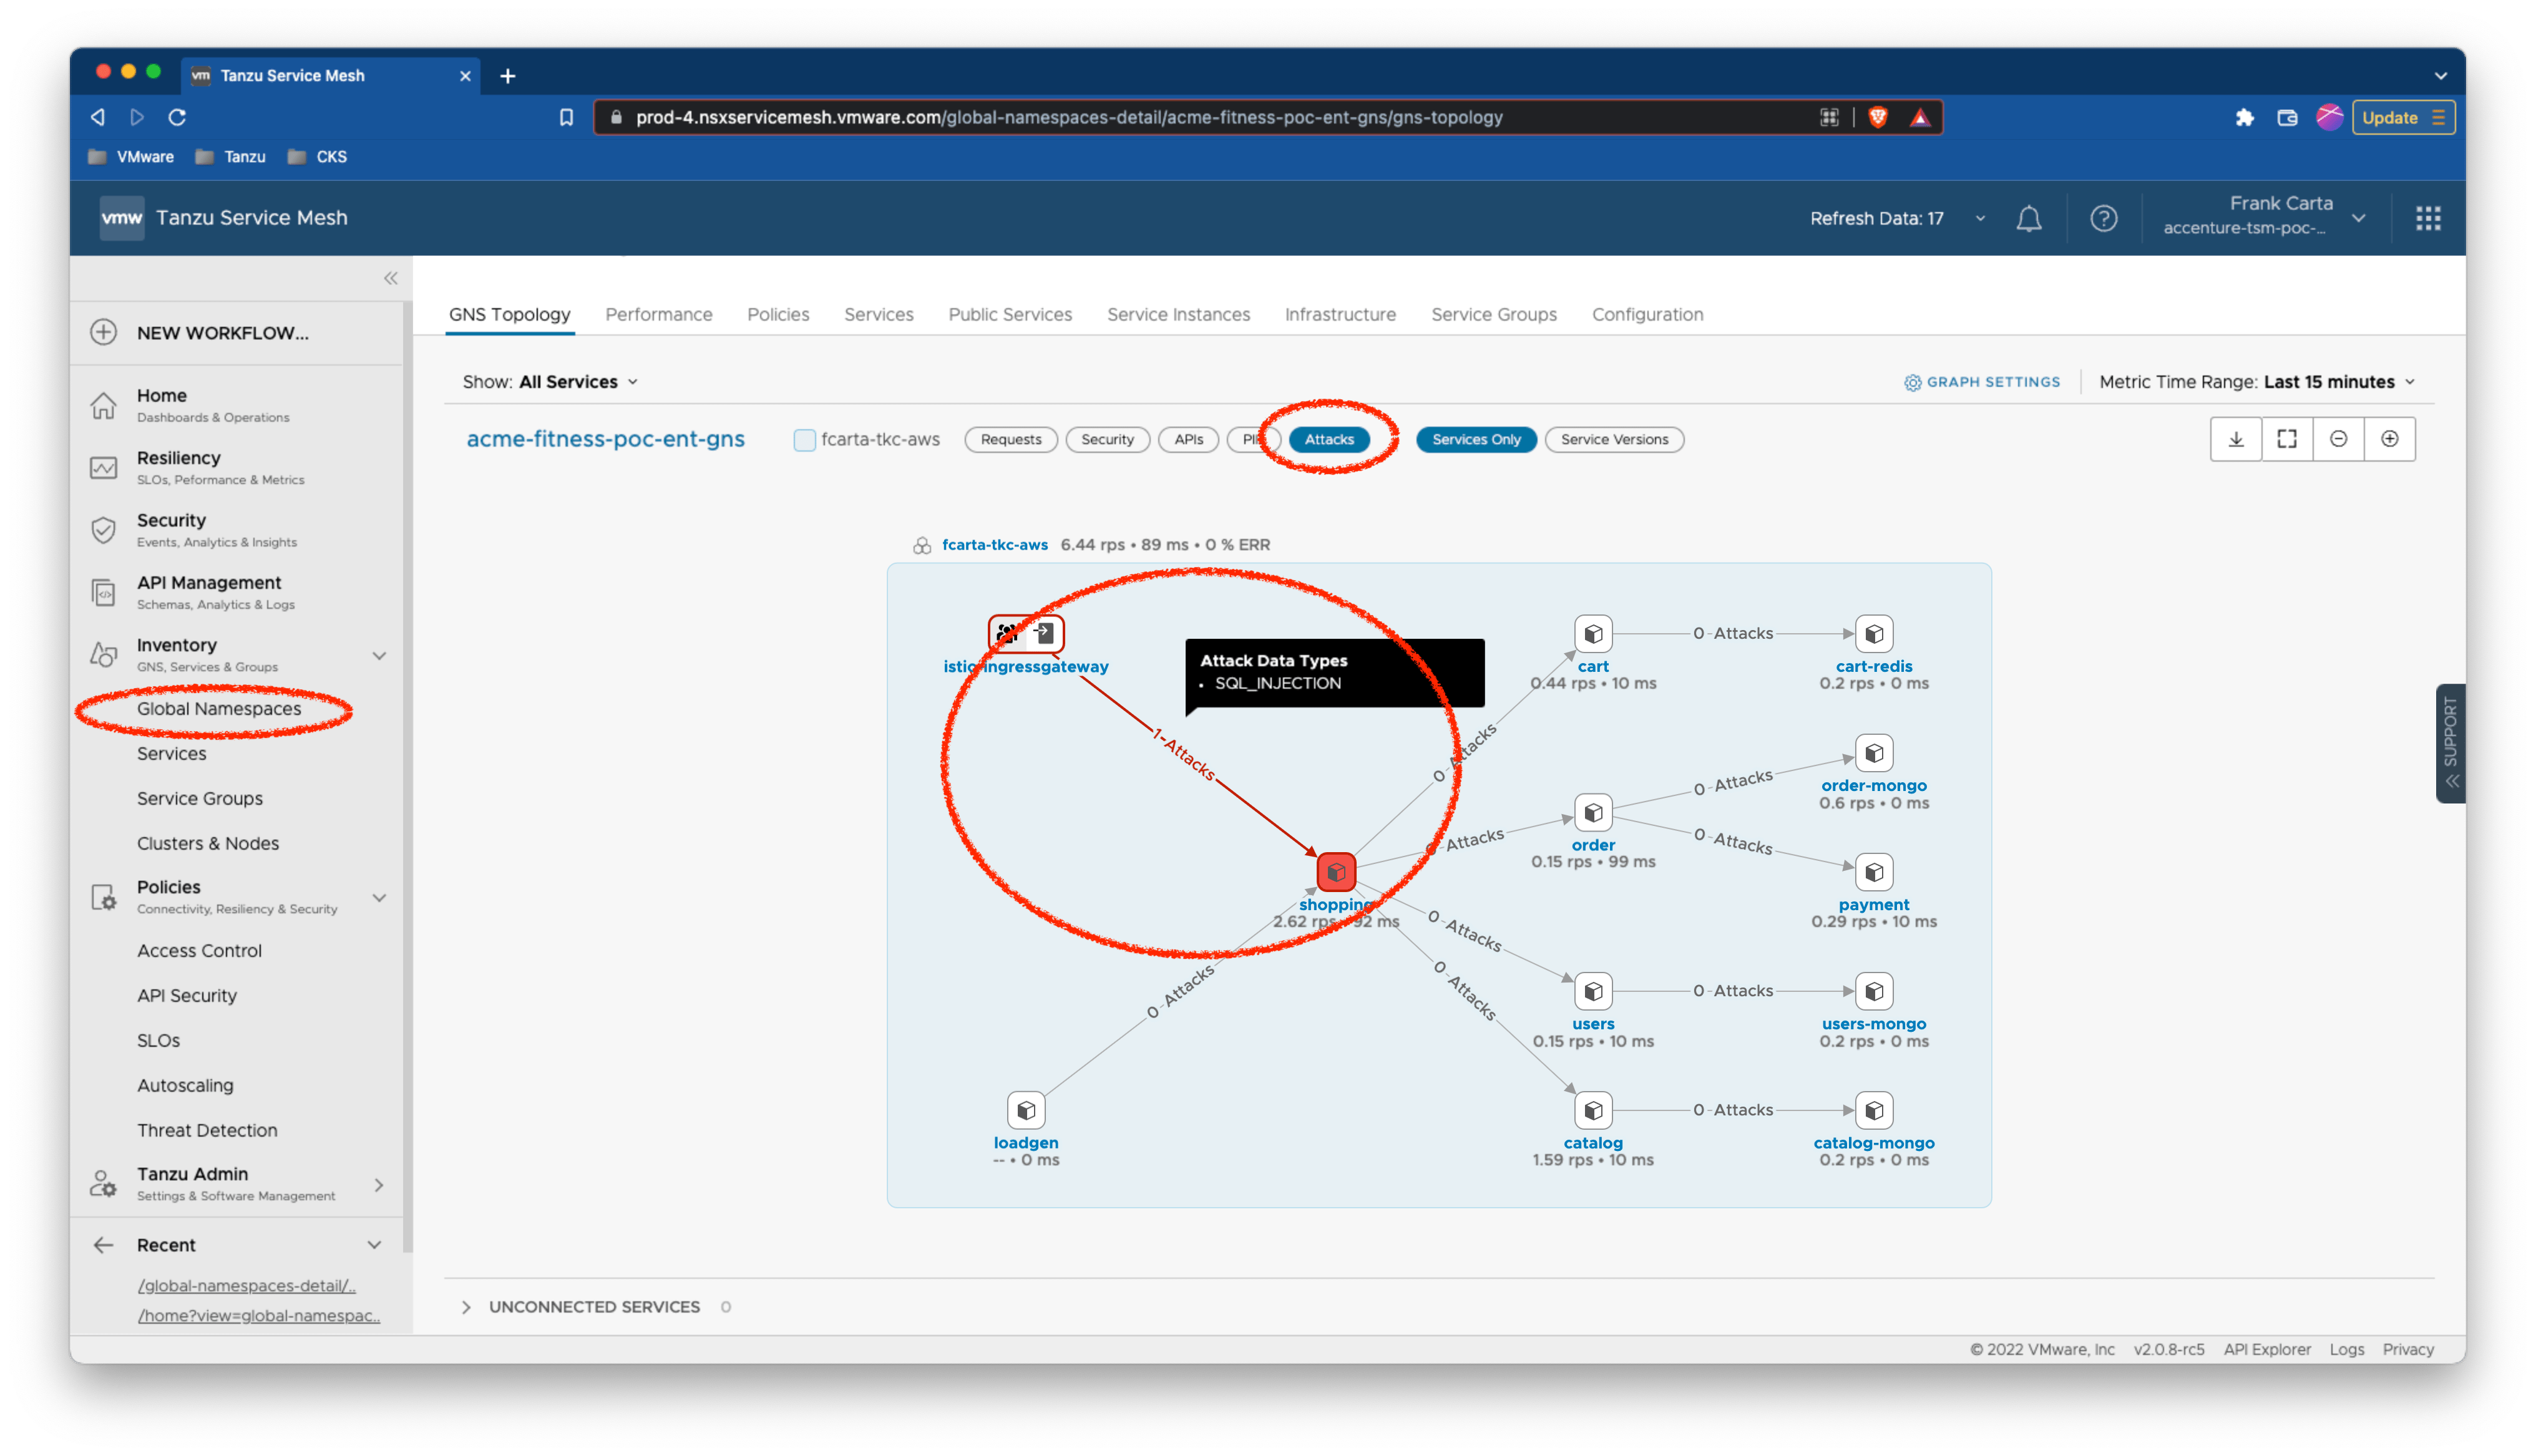 vm Tanzu Service Mesh
prod-4.nsxservicemesh.vmware.com/global-namespaces-detail/acme-fitness-poc-ent-gns/gns-topology
Update
VMware Tanzu CKS
vmw Tanzu Service Mesh
Refresh Data: 17
Frank Carta
accenture-tsm-poc-...
NEW WORKFLOW...
Home
Dashboards & Operations
Resiliency
SLOs, Peformance & Metrics
Security
Events, Analytics & Insights
API Management
Schemas, Analytics & Logs
Inventory
GNS, Services & Groups
Global Namespaces
Services
Service Groups
Clusters & Nodes
Policies
Connectivity, Resiliency & Security
Access Control
API Security
SLOs
Autoscaling
Threat Detection
Tanzu Admin
Settings & Software Management
Recent
/global-namespaces-detail/..
/home?view=global-namespac..
GNS Topology Performance Policies Services Public Services Service Instances Infrastructure Service Groups Configuration
Show: All Services
GRAPH SETTINGS
Metric Time Range: Last 15 minutes
acme-fitness-poc-ent-gns
fcarta-tkc-aws
Requests Security APIs Attacks Services Only Service Versions
fcarta-tkc-aws 6.44 rps • 89 ms • 0 % ERR
istio-ingressgateway
Attack Data Types
• SQL_INJECTION
1-Attacks
cart
0.44 rps • 10 ms
0-Attacks
cart-redis
0.2 rps • 0 ms
0 Attacks
order-mongo
0.6 rps • 0 ms
0-Attacks
order
0.15 rps • 99 ms
0-Attacks
0-Attacks
payment
0.29 rps • 10 ms
shopping
2.62 rps • 92 ms
0-Attacks
0-Attacks
users
0.15 rps • 10 ms
0-Attacks
users-mongo
0.2 rps • 0 ms
0-Attacks
0-Attacks
loadgen
-- • 0 ms
catalog
1.59 rps • 10 ms
0-Attacks
catalog-mongo
0.2 rps • 0 ms
SUPPORT
UNCONNECTED SERVICES 0
© 2022 VMware, Inc v2.0.8-rc5 API Explorer Logs Privacy